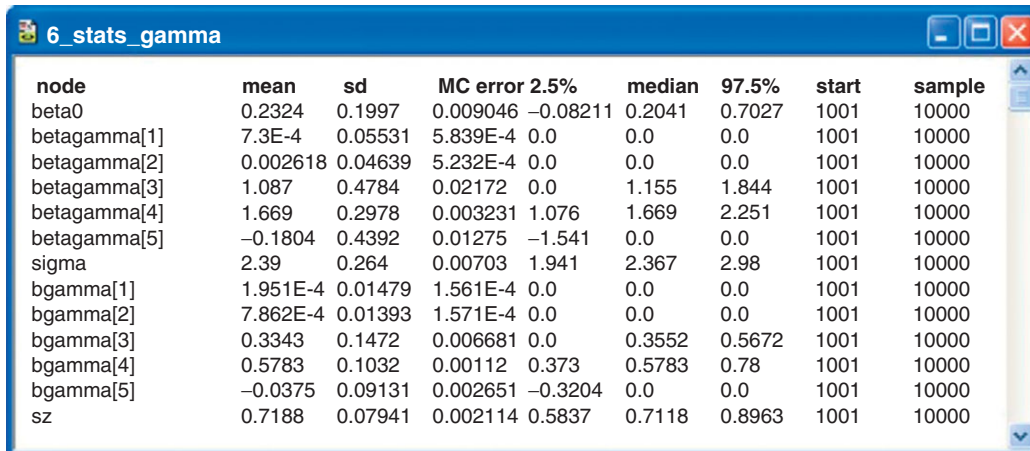 6_stats_gamma
node mean sd MC error 2.5% median 97.5% start sample
beta0 0.2324 0.1997 0.009046 −0.08211 0.2041 0.7027 1001 10000
betagamma[1] 7.3E-4 0.05531 5.839E-4 0.0 0.0 0.0 1001 10000
betagamma[2] 0.002618 0.04639 5.232E-4 0.0 0.0 0.0 1001 10000
betagamma[3] 1.087 0.4784 0.02172 0.0 1.155 1.844 1001 10000
betagamma[4] 1.669 0.2978 0.003231 1.076 1.669 2.251 1001 10000
betagamma[5] −0.1804 0.4392 0.01275 −1.541 0.0 0.0 1001 10000
sigma 2.39 0.264 0.00703 1.941 2.367 2.98 1001 10000
bgamma[1] 1.951E-4 0.01479 1.561E-4 0.0 0.0 0.0 1001 10000
bgamma[2] 7.862E-4 0.01393 1.571E-4 0.0 0.0 0.0 1001 10000
bgamma[3] 0.3343 0.1472 0.006681 0.0 0.3552 0.5672 1001 10000
bgamma[4] 0.5783 0.1032 0.00112 0.373 0.5783 0.78 1001 10000
bgamma[5] −0.0375 0.09131 0.002651 −0.3204 0.0 0.0 1001 10000
sz 0.7188 0.07941 0.002114 0.5837 0.7118 0.8963 1001 10000